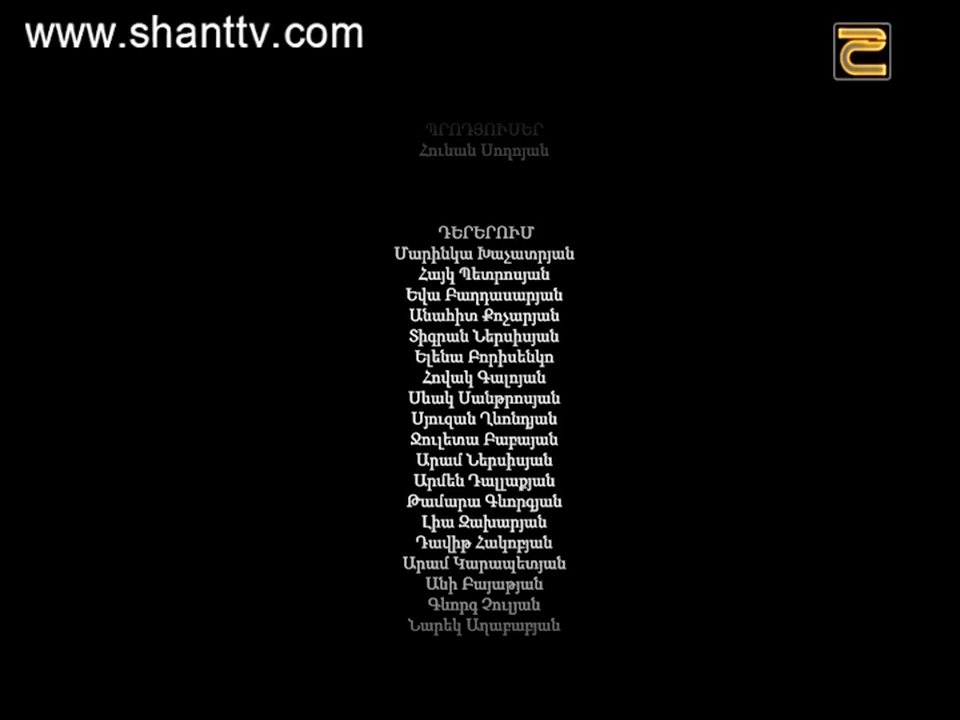 www.shanttv.com
ՊՐՈԴՅՈՒՍԵՐ
Հունան Սողոյան
ԴԵՐԵՐՈՒՄ
Մարինկա Խաչատրյան
Հայկ Պետրոսյան
Եվա Բաղդասարյան
Անահիտ Քոչարյան
Տիգրան Ներսիսյան
Ելենա Բորիսենկո
Հովակ Գալոյան
Սևակ Սանթրոսյան
Սյուզան Ղևոնդյան
Ջուլետա Բաբայան
Արամ Ներսիսյան
Արմեն Դալլաքյան
Թամարա Գևորգյան
Լիա Զախարյան
Դավիթ Հակոբյան
Արամ Կարապետյան
Անի Բայաթյան
Գևորգ Չուլյան
Նարեկ Աղաբաբյան